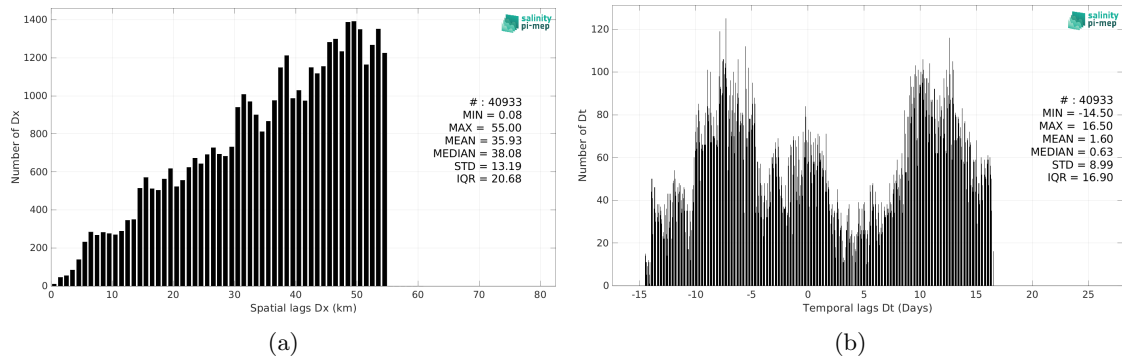 1400
1200
1000
800
600
400
200
0
Number of Dx
salinity
pi-mep
# : 40933
MIN = 0.08
MAX = 55.00
MEAN = 35.93
MEDIAN = 38.08
STD = 13.19
IQR = 20.68
0 10 20 30 40 50 60 70 80
Spatial lags Dx (km)
(a)
120
100
80
60
40
20
0
Number of Dt
salinity
pi-mep
# : 40933
MIN = -14.50
MAX = 16.50
MEAN = 1.60
MEDIAN = 0.63
STD = 8.99
IQR = 16.90
-15 -10 -5 0 5 10 15 20 25
Temporal lags Dt (Days)
(b)